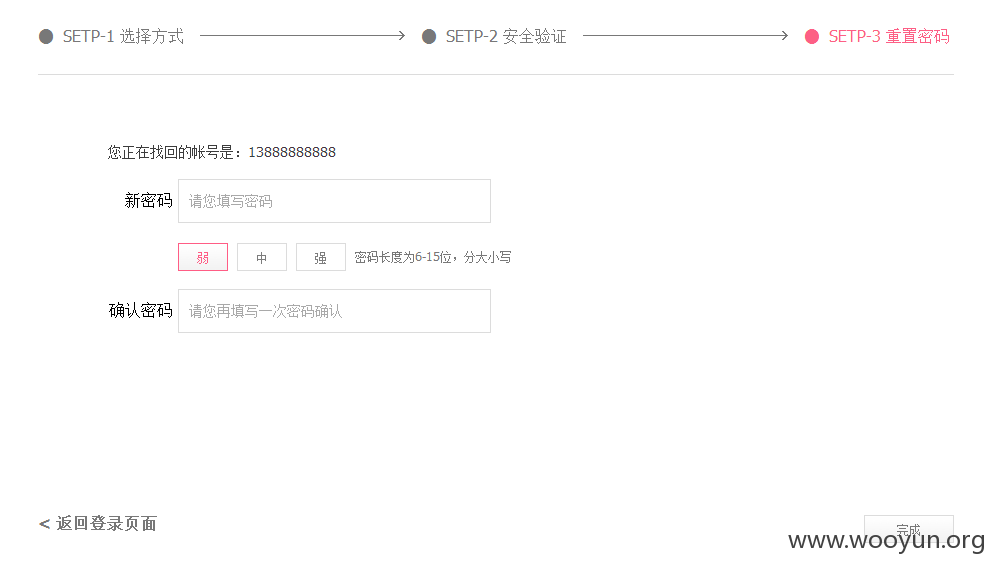 SETP-1 选择方式 SETP-2 安全验证 SETP-3 重置密码
您正在找回的帐号是：13888888888
新密码 请您填写密码
弱 中 强 密码长度为6-15位，分大小写
确认密码 请您再填写一次密码确认
< 返回登录页面 完成
www.wooyun.org